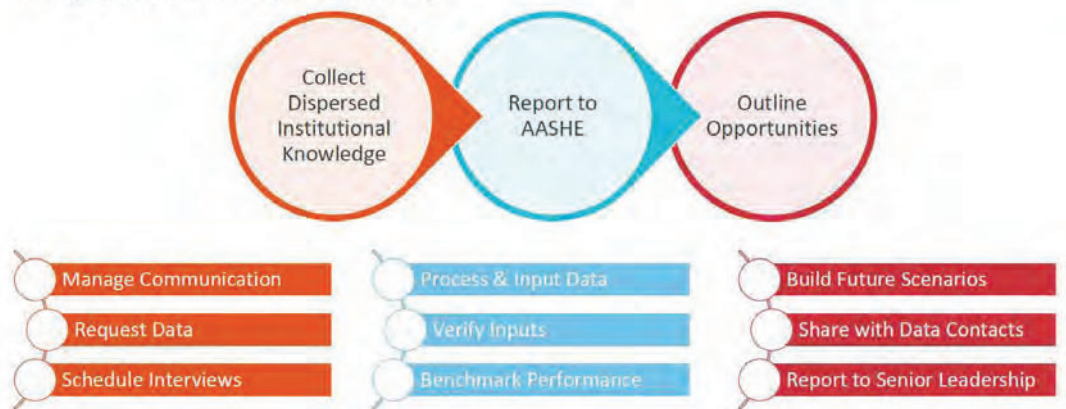 Collect
Dispersed
Institutional
Knowledge
Report to
AASHE
Outline
Opportunities
Manage Communication
Request Data
Schedule Interviews
Process & Input Data
Verify Inputs
Benchmark Performance
Build Future Scenarios
Share with Data Contacts
Report to Senior Leadership